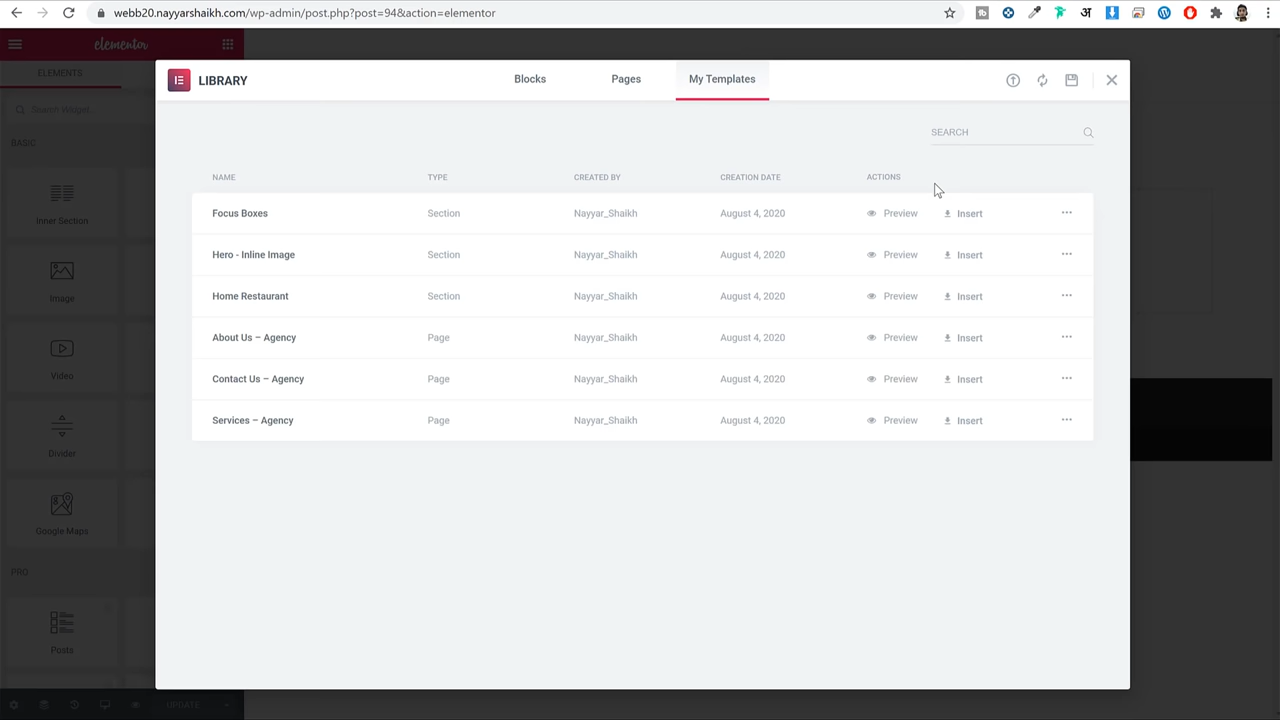 webb20.nayyarshaikh.com/wp-admin/post.php?post=94&action=elementor
elementor
ELEMENTS
Search Widget...
BASIC
Inner Section
Image
Video
Divider
Google Maps
PRO
Posts
UPDATE
LIBRARY Blocks Pages My Templates
SEARCH
NAME TYPE CREATED BY CREATION DATE ACTIONS
Focus Boxes Section Nayyar_Shaikh August 4, 2020 Preview Insert
Hero - Inline Image Section Nayyar_Shaikh August 4, 2020 Preview Insert
Home Restaurant Section Nayyar_Shaikh August 4, 2020 Preview Insert
About Us – Agency Page Nayyar_Shaikh August 4, 2020 Preview Insert
Contact Us – Agency Page Nayyar_Shaikh August 4, 2020 Preview Insert
Services – Agency Page Nayyar_Shaikh August 4, 2020 Preview Insert